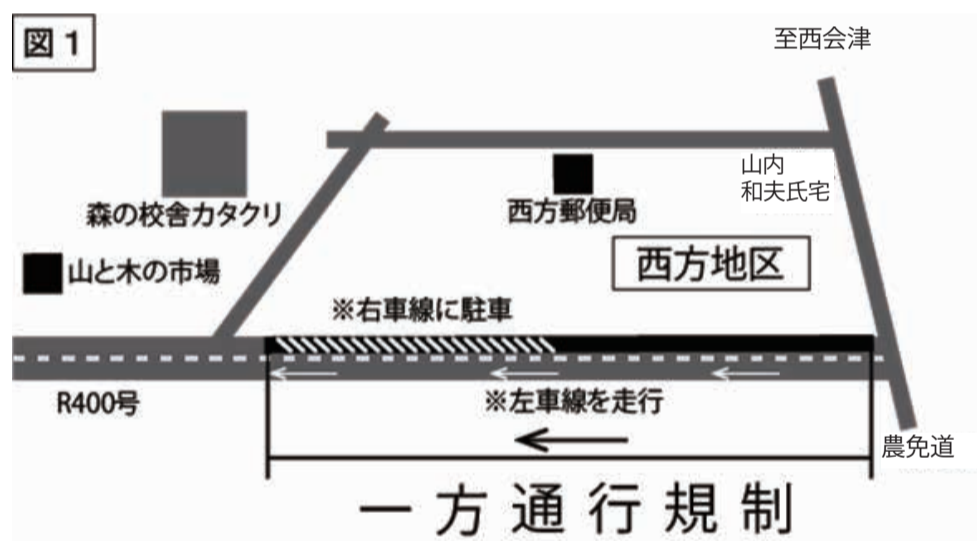 図1
至西会津
山内
和夫氏宅
森の校舎カタクリ
西方郵便局
西方地区
山と木の市場
※右車線に駐車
R400号
※左車線を走行
農免道
一方通行規制